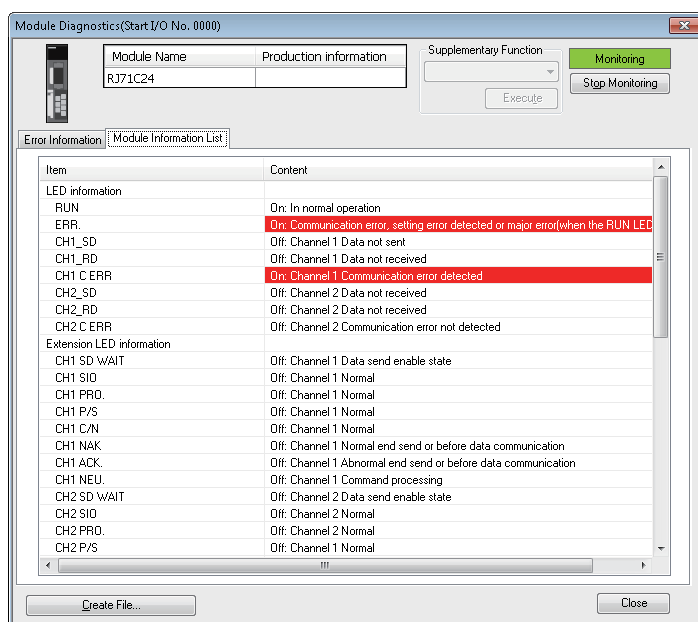 Module Diagnostics(Start I/O No. 0000)
Module Name Production information
RJ71C24
Supplementary Function
Execute
Monitoring
Stop Monitoring
Error Information Module Information List
Item Content
LED information
RUN On: In normal operation
ERR. On: Communication error, setting error detected or major error(when the RUN LED
CH1_SD Off: Channel 1 Data not sent
CH1_RD Off: Channel 1 Data not received
CH1 C ERR On: Channel 1 Communication error detected
CH2_SD Off: Channel 2 Data not received
CH2_RD Off: Channel 2 Data not received
CH2 C ERR Off: Channel 2 Communication error not detected
Extension LED information
CH1 SD WAIT Off: Channel 1 Data send enable state
CH1 SIO Off: Channel 1 Normal
CH1 PRO. Off: Channel 1 Normal
CH1 P/S Off: Channel 1 Normal
CH1 C/N Off: Channel 1 Normal
CH1 NAK Off: Channel 1 Normal end send or before data communication
CH1 ACK. Off: Channel 1 Abnormal end send or before data communication
CH1 NEU. Off: Channel 1 Command processing
CH2 SD WAIT Off: Channel 2 Data send enable state
CH2 SIO Off: Channel 2 Normal
CH2 PRO. Off: Channel 2 Normal
CH2 P/S Off: Channel 1 Normal
Create File... Close